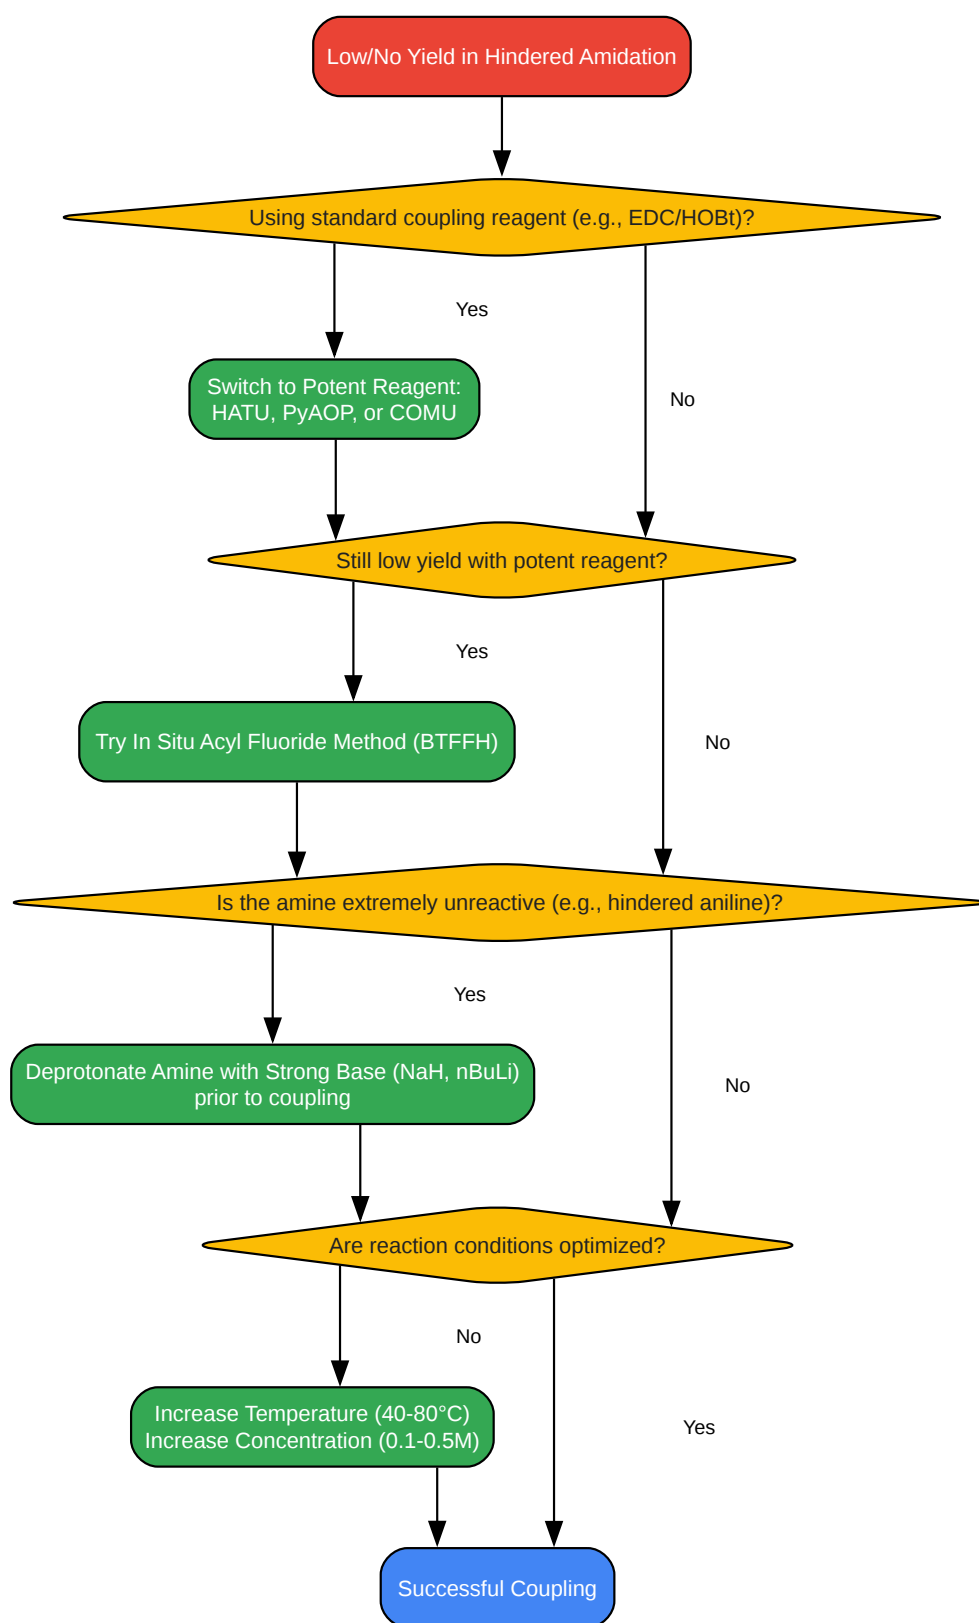 Low/No Yield in Hindered Amidation
Using standard coupling reagent (e.g., EDC/HOBt)?
Yes
Switch to Potent Reagent:
HATU, PyAOP, or COMU
No
Still low yield with potent reagent?
Yes
Try In Situ Acyl Fluoride Method (BTFFH)
No
Is the amine extremely unreactive (e.g., hindered aniline)?
Yes
Deprotonate Amine with Strong Base (NaH, nBuLi)
prior to coupling
No
Are reaction conditions optimized?
No
Increase Temperature (40-80°C)
Increase Concentration (0.1-0.5M)
Yes
Successful Coupling